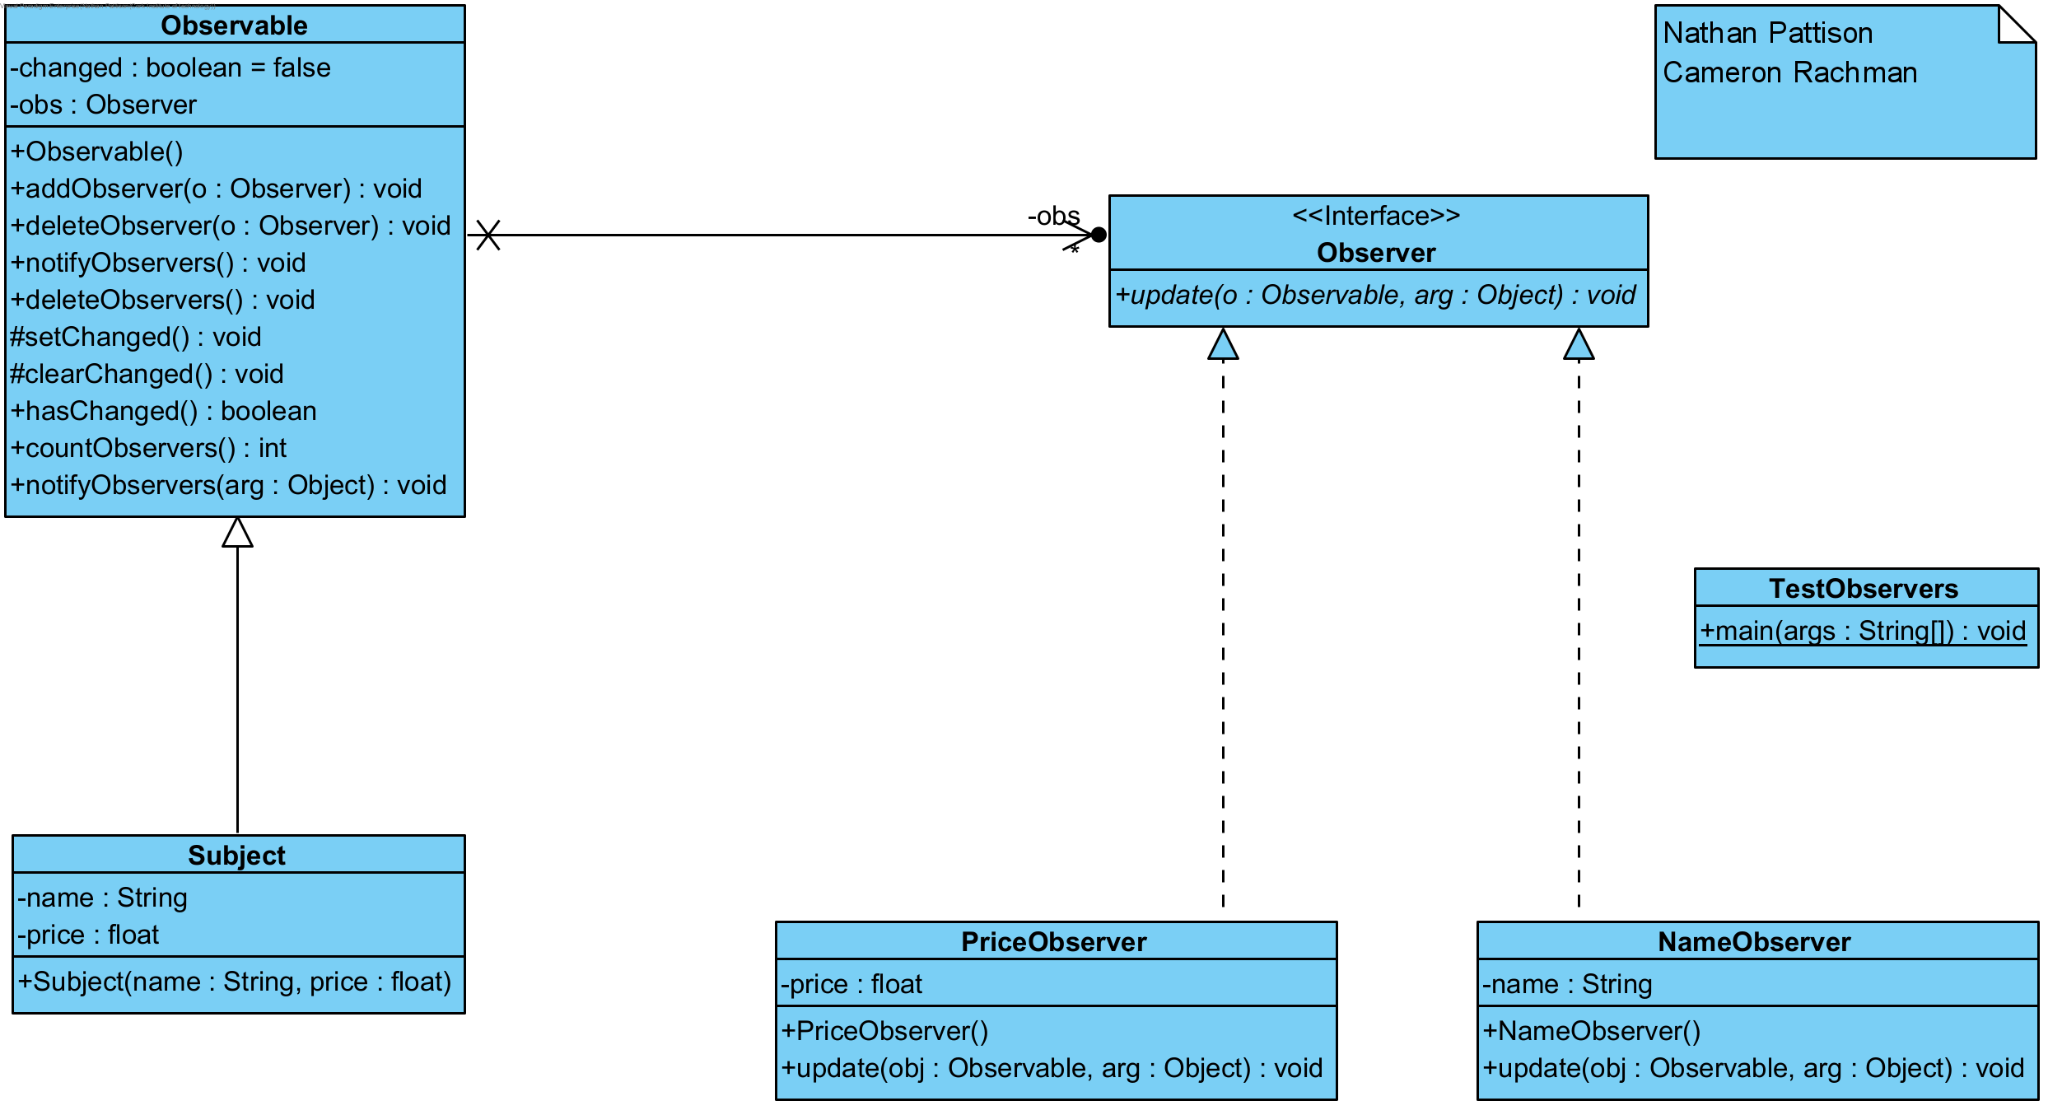 Observable
-changed : boolean = false
-obs : Observer
+Observable()
+addObserver(o : Observer) : void
+deleteObserver(o : Observer) : void
+notifyObservers() : void
+deleteObservers() : void
#setChanged() : void
#clearChanged() : void
+hasChanged() : boolean
+countObservers() : int
+notifyObservers(arg : Object) : void
-obs
*
<<Interface>>
Observer
+update(o : Observable, arg : Object) : void
Nathan Pattison
Cameron Rachman
TestObservers
+main(args : String[]) : void
Subject
-name : String
-price : float
+Subject(name : String, price : float)
PriceObserver
-price : float
+PriceObserver()
+update(obj : Observable, arg : Object) : void
NameObserver
-name : String
+NameObserver()
+update(obj : Observable, arg : Object) : void